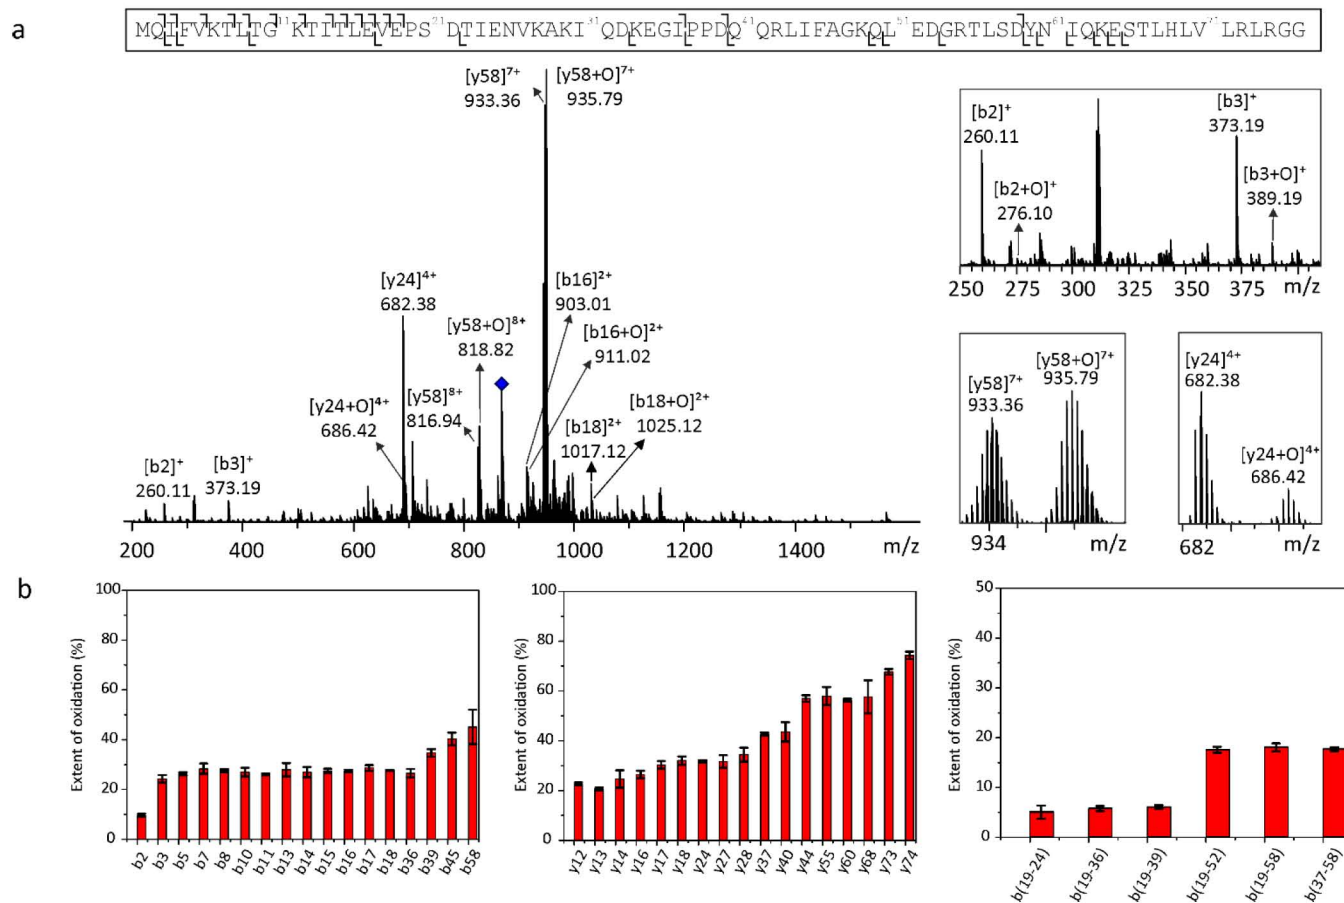 a
MQIFVKTLTG¹¹KTITLEVEPS²¹DTIENVKAKI³¹QDKEGIPPDQ⁴¹QRLIFAGKQL⁵¹EDGRTLSDYN⁶¹IQKESTLHLV⁷¹LRLRGG
[y58]⁷⁺
933.36
[y58+O]⁷⁺
935.79
[y24]⁴⁺
682.38
[y58+O]⁸⁺
818.82
[b16]²⁺
903.01
[b16+O]²⁺
911.02
[y24+O]⁴⁺
686.42
[y58]⁸⁺
816.94
[b18]²⁺
1017.12
[b18+O]²⁺
1025.12
[b2]⁺
260.11
[b3]⁺
373.19
200 400 600 800 1000 1200 1400 m/z
[b2]⁺
260.11
[b3]⁺
373.19
[b2+O]⁺
276.10
[b3+O]⁺
389.19
250 275 300 325 350 375 m/z
[y58]⁷⁺
933.36
[y58+O]⁷⁺
935.79
934 m/z
[y24]⁴⁺
682.38
[y24+O]⁴⁺
686.42
682 m/z
b
Extent of oxidation (%)
100
80
60
40
20
0
b2 b3 b5 b7 b8 b10 b11 b13 b14 b15 b16 b17 b18 b36 b39 b45 b58
Extent of oxidation (%)
100
80
60
40
20
0
y12 y13 y14 y16 y17 y18 y24 y27 y28 y37 y40 y44 y55 y60 y68 y73 y74
Extent of oxidation (%)
50
40
30
20
10
0
b(19-24) b(19-36) b(19-39) b(19-52) b(19-58) b(37-58)